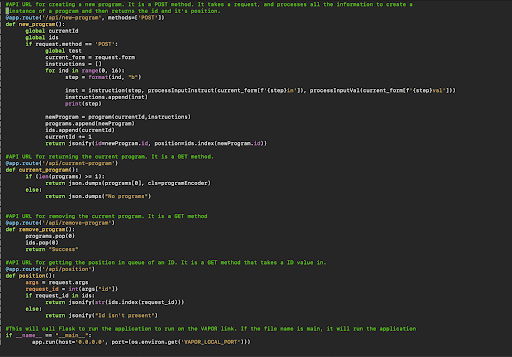 #API URL for creating a new program. It is a POST method. It takes a request, and processes all the information to create a
#instance of a program and then returns the id and it's position.
@app.route('/api/new-program', methods=['POST'])
def new_program():
global currentId
global ids
if request.method == 'POST':
global test
current_form = request.form
instructions = []
for ind in range(0, 16):
step = format(ind, "b")
inst = instruction(step, processInputInstruct(current_form[f'{step}in']), processInputVal(current_form[f'{step}val']))
instructions.append(inst)
print(step)
newProgram = program(currentId,instructions)
programs.append(newProgram)
ids.append(currentId)
currentId += 1
return jsonify(id=newProgram.id, position=ids.index(newProgram.id))
#API URL for returning the current program. It is a GET method.
@app.route('/api/current-program')
def current_program():
if (len(programs) >= 1):
return json.dumps(programs[0], cls=programEncoder)
else:
return json.dumps("No programs")
#API URL for removing the current program. It is a GET method
@app.route('/api/remove-program')
def remove_program():
programs.pop(0)
ids.pop(0)
return "Success"
#API URL for getting the position in queue of an ID. It is a GET method that takes a ID value in.
@app.route('/api/position')
def position():
args = request.args
request_id = int(args["id"])
if request_id in ids:
return jsonify(str(ids.index(request_id)))
else:
return jsonify("Id isn't present")
#This will call Flask to run the application to run on the VAPOR link. If the file name is main, it will run the application
if __name__ == "__main__":
app.run(host='0.0.0.0', port=(os.environ.get('VAPOR_LOCAL_PORT')))